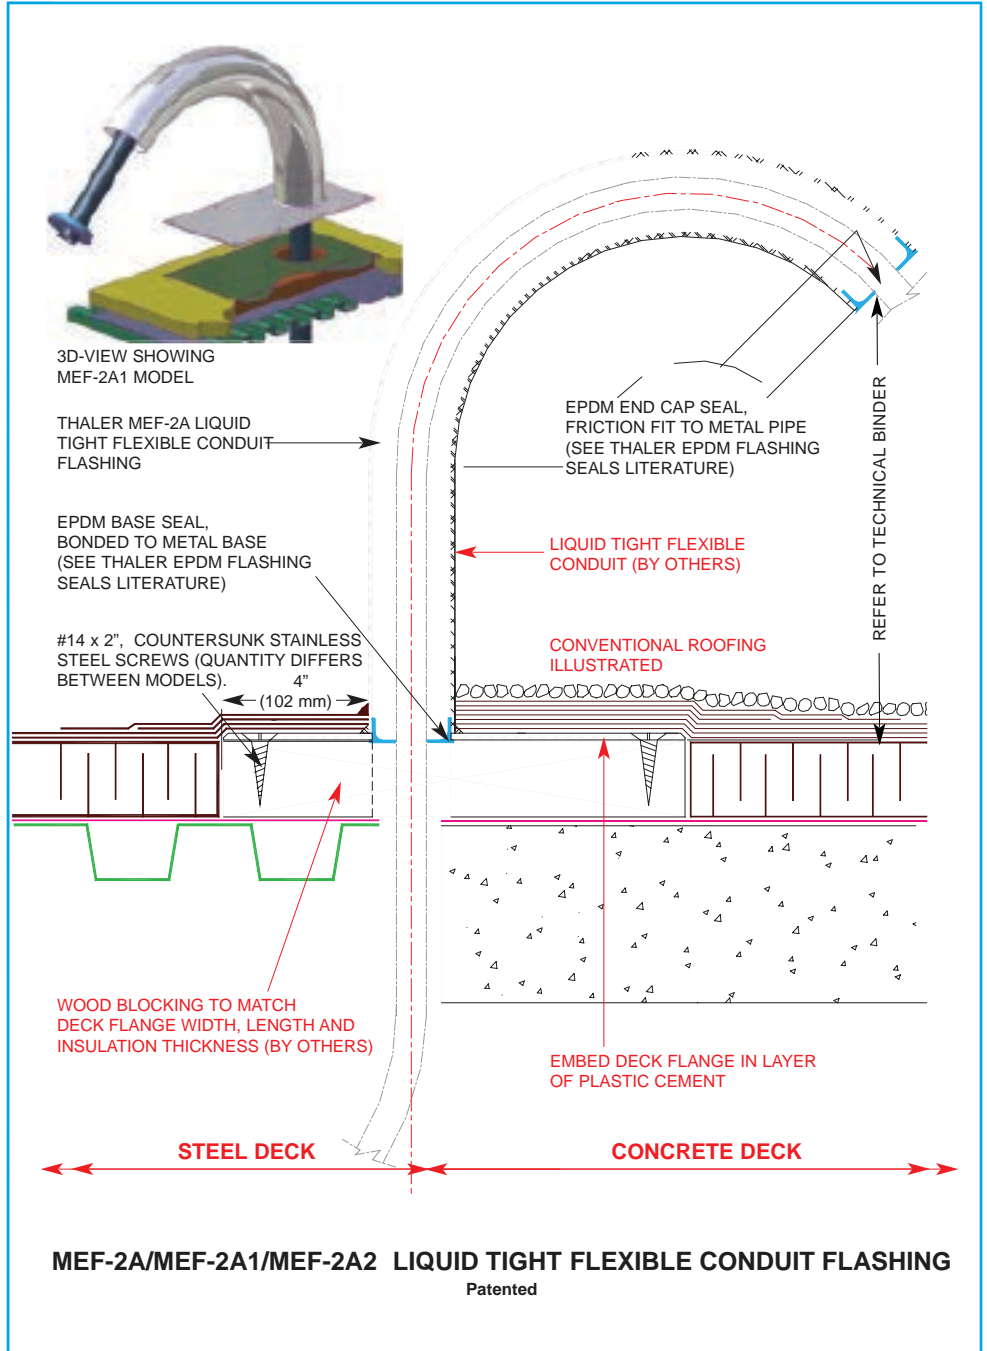 3D-VIEW SHOWING
MEF-2A1 MODEL
THALER MEF-2A LIQUID
TIGHT FLEXIBLE CONDUIT
FLASHING
EPDM BASE SEAL,
BONDED TO METAL BASE
(SEE THALER EPDM FLASHING
SEALS LITERATURE)
#14 x 2”, COUNTERSUNK STAINLESS
STEEL SCREWS (QUANTITY DIFFERS
BETWEEN MODELS).
4”
(102 mm)
EPDM END CAP SEAL,
FRICTION FIT TO METAL PIPE
(SEE THALER EPDM FLASHING
SEALS LITERATURE)
LIQUID TIGHT FLEXIBLE
CONDUIT (BY OTHERS)
CONVENTIONAL ROOFING
ILLUSTRATED
REFER TO TECHNICAL BINDER
WOOD BLOCKING TO MATCH
DECK FLANGE WIDTH, LENGTH AND
INSULATION THICKNESS (BY OTHERS)
EMBED DECK FLANGE IN LAYER
OF PLASTIC CEMENT
STEEL DECK
CONCRETE DECK
MEF-2A/MEF-2A1/MEF-2A2 LIQUID TIGHT FLEXIBLE CONDUIT FLASHING
Patented